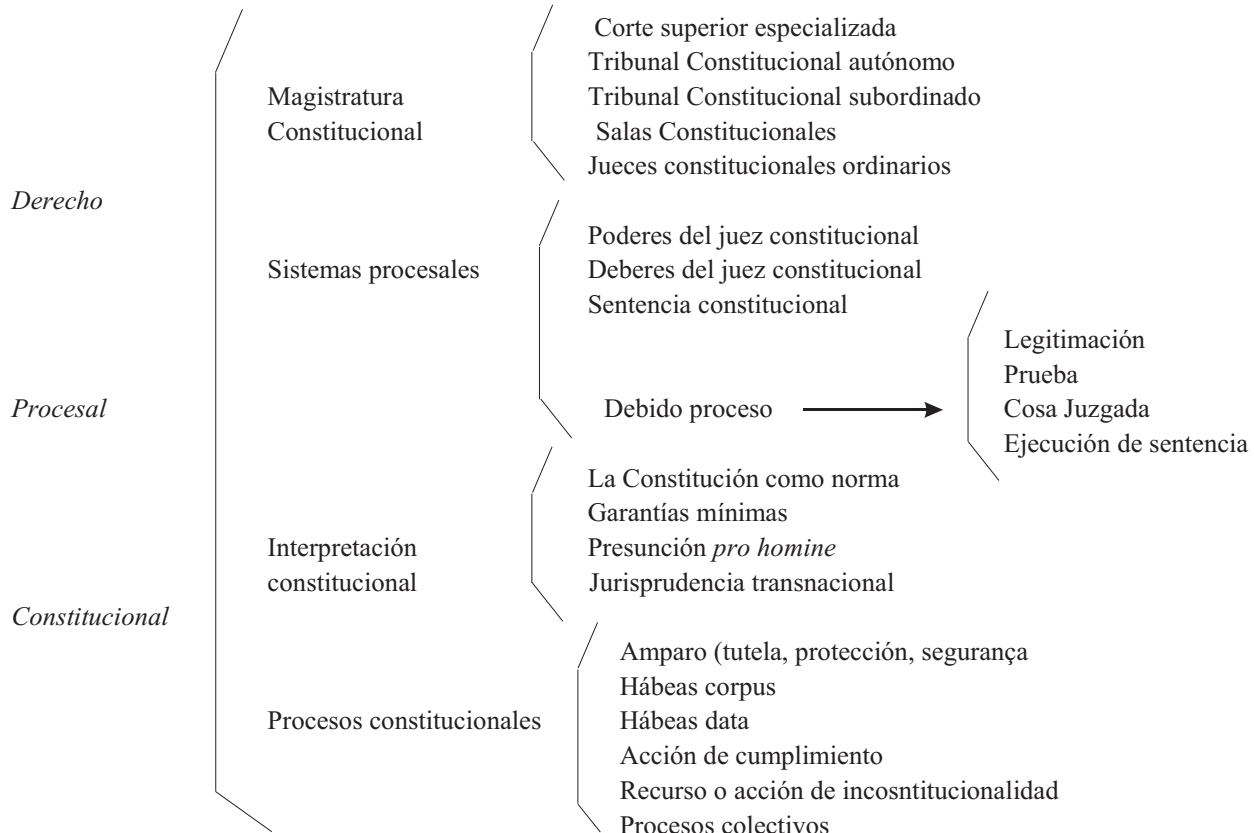 Derecho
Procesal
Constitucional
Magistratura
Constitucional
Corte superior especializada
Tribunal Constitucional autónomo
Tribunal Constitucional subordinado
Salas Constitucionales
Jueces constitucionales ordinarios
Sistemas procesales
Poderes del juez constitucional
Deberes del juez constitucional
Sentencia constitucional
Debido proceso
Legitimación
Prueba
Cosa Juzgada
Ejecución de sentencia
Interpretación
constitucional
La Constitución como norma
Garantías mínimas
Presunción pro homine
Jurisprudencia transnacional
Procesos constitucionales
Amparo (tutela, protección, segurança
Hábeas corpus
Hábeas data
Acción de cumplimiento
Recurso o acción de incosntitucionalidad
Procesos colectivos